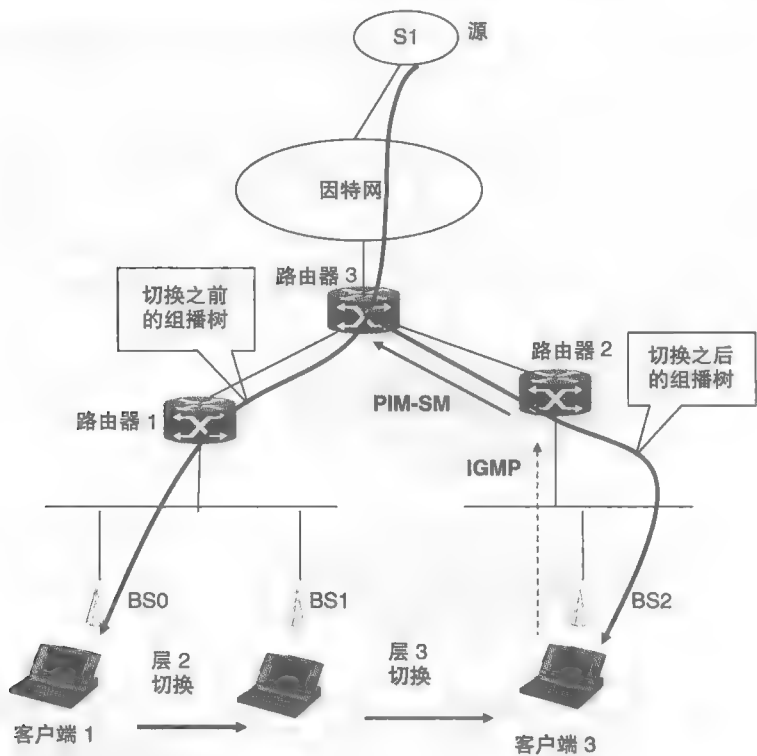 S1
源
因特网
路由器 3
切换之前
的组播树
路由器 2
切换之后
的组播树
PIM-SM
路由器 1
IGMP
BS0
BS1
BS2
层 2
切换
层 3
切换
客户端 1
客户端 3